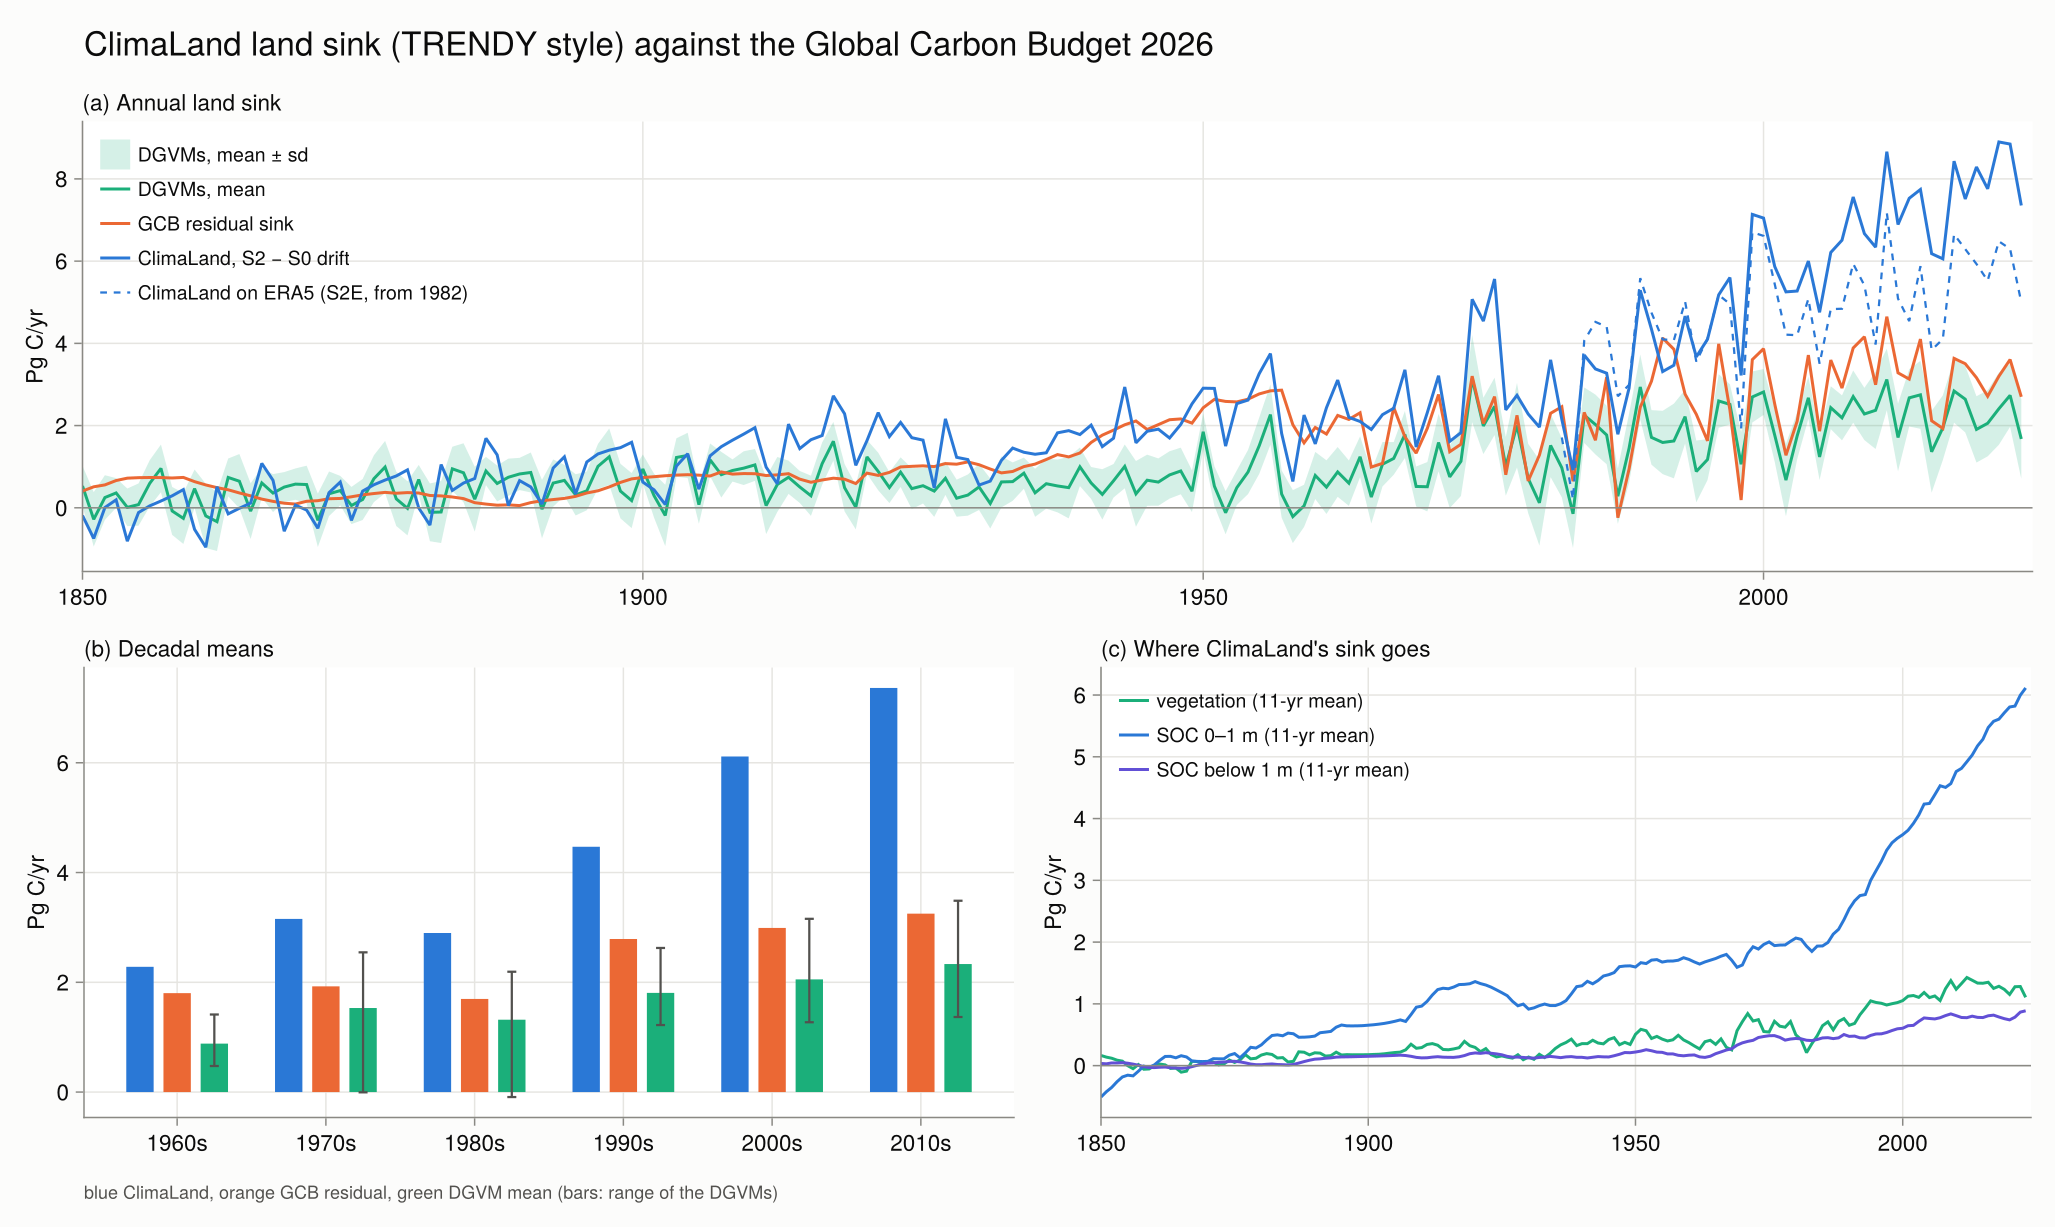 ClimaLand land sink (TRENDY style) against the Global Carbon Budget 2026
(a) Annual land sink
DGVMs, mean ± sd
DGVMs, mean
GCB residual sink
ClimaLand, S2 − S0 drift
ClimaLand on ERA5 (S2E, from 1982)
Pg C/yr
8
6
4
2
0
1850
1900
1950
2000
(b) Decadal means
Pg C/yr
6
4
2
0
1960s
1970s
1980s
1990s
2000s
2010s
(c) Where ClimaLand's sink goes
vegetation (11-yr mean)
SOC 0–1 m (11-yr mean)
SOC below 1 m (11-yr mean)
Pg C/yr
6
5
4
3
2
1
0
1850
1900
1950
2000
blue ClimaLand, orange GCB residual, green DGVM mean (bars: range of the DGVMs)